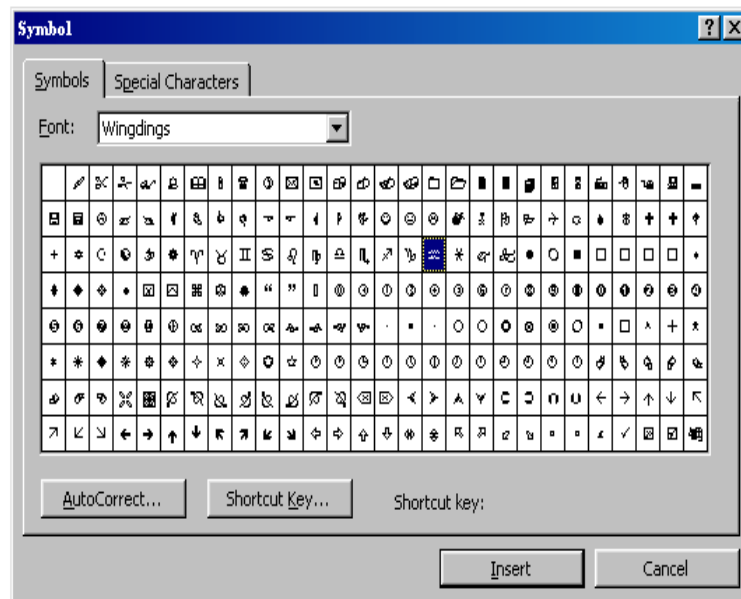 Symbol
Symbols Special Characters
Font: Wingdings
AutoCorrect... Shortcut Key... Shortcut key:
Insert Cancel